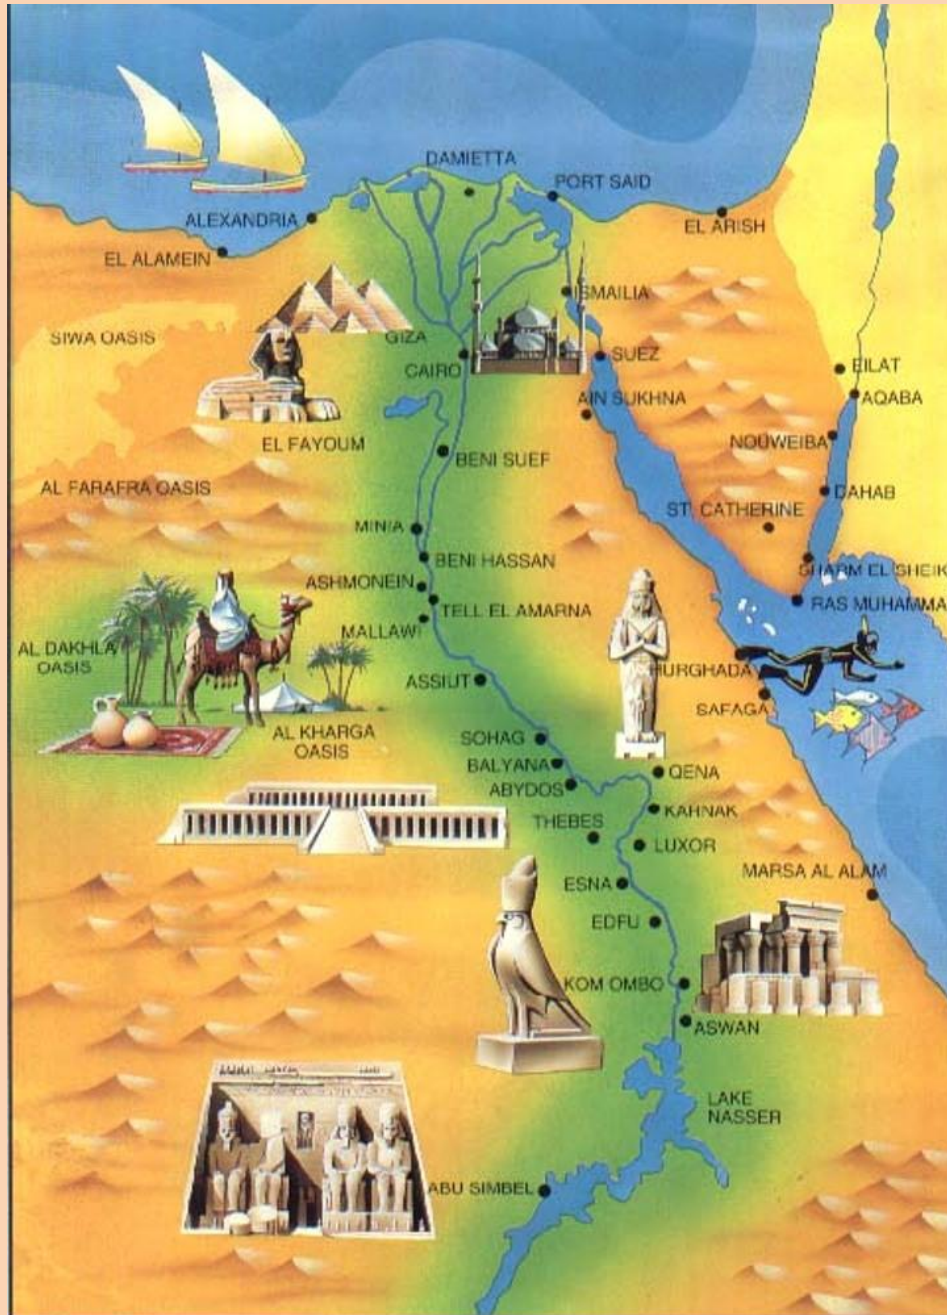 DAMIETTA
PORT SAID
ALEXANDRIA
EL ARISH
EL ALAMEIN
ISMAILIA
SIWA OASIS
GIZA
CAIRO
SUEZ
EILAT
AIN SUKHNA
AQABA
EL FAYOUM
NOUWEIBA
BENI SUEF
AL FARAFRA OASIS
DAHAB
ST. CATHERINE
MINIA
BENI HASSAN
SHARM EL SHEIK
ASHMONEIN
TELL EL AMARNA
RAS MUHAMMA
MALLAWI
AL DAKHLA
OASIS
HURGHADA
ASSIUT
SAFAGA
AL KHARGA
OASIS
SOHAG
BALYANA
QENA
ABYDOS
KAHNAK
THEBES
LUXOR
MARSA AL ALAM
ESNA
EDFU
KOM OMBO
ASWAN
LAKE
NASSER
ABU SIMBEL